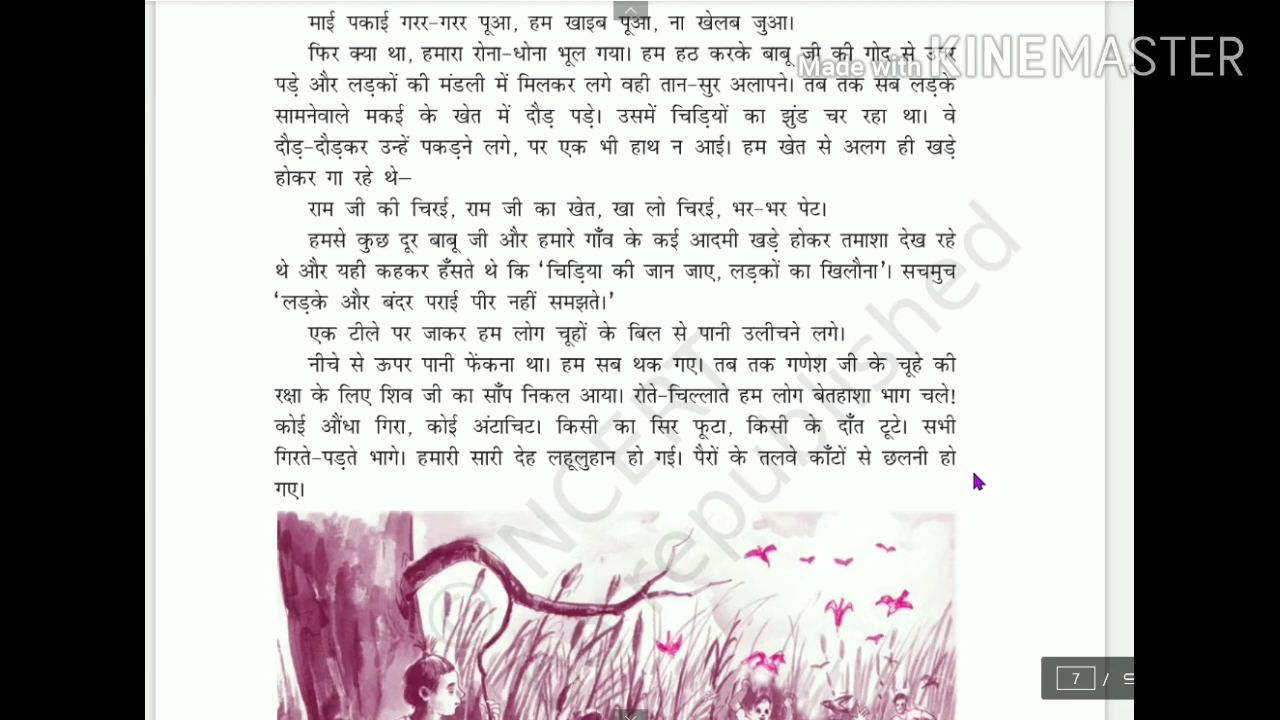 माई पकाई गरर-गरर पूआ, हम खाइब पूआ, ना खेलब जुआ।
फिर क्या था, हमारा रोना-धोना भूल गया। हम हठ करके बाबू जी की गोद से उतर
Made with KINEMASTER
पड़े और लड़कों की मंडली में मिलकर लगे वही तान-सुर अलापने। तब तक सब लड़के
सामनेवाले मकई के खेत में दौड़ पड़े। उसमें चिड़ियों का झुंड चर रहा था। वे
दौड़-दौड़कर उन्हें पकड़ने लगे, पर एक भी हाथ न आई। हम खेत से अलग ही खड़े
होकर गा रहे थे—
राम जी की चिरई, राम जी का खेत, खा लो चिरई, भर-भर पेट।
हमसे कुछ दूर बाबू जी और हमारे गाँव के कई आदमी खड़े होकर तमाशा देख रहे
थे और यही कहकर हँसते थे कि 'चिड़िया की जान जाए, लड़कों का खिलौना'। सचमुच
'लड़के और बंदर पराई पीर नहीं समझते।'
एक टीले पर जाकर हम लोग चूहों के बिल से पानी उलीचने लगे।
नीचे से ऊपर पानी फेंकना था। हम सब थक गए। तब तक गणेश जी के चूहे की
रक्षा के लिए शिव जी का साँप निकल आया। रोते-चिल्लाते हम लोग बेतहाशा भाग चले!
कोई औंधा गिरा, कोई अंटाचिट। किसी का सिर फूटा, किसी के दाँत टूटे। सभी
गिरते-पड़ते भागे। हमारी सारी देह लहूलुहान हो गई। पैरों के तलवे काँटों से छलनी हो
गए।
© NCERT
republished
7 /